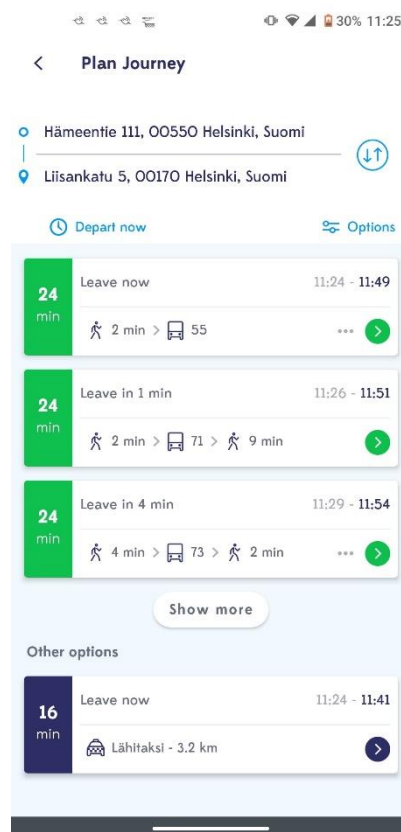 30% 11:25
Plan Journey
Hämeentie 111, 00550 Helsinki, Suomi
Liisankatu 5, 00170 Helsinki, Suomi
Depart now Options
24 min Leave now 11:24 - 11:49
2 min > 55 ...
24 min Leave in 1 min 11:26 - 11:51
2 min > 71 > 9 min
24 min Leave in 4 min 11:29 - 11:54
4 min > 73 > 2 min ...
Show more
Other options
16 min Leave now 11:24 - 11:41
Lähitaksi - 3.2 km